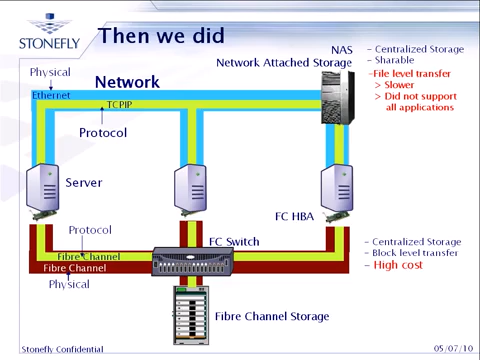 STONEFLY
Then we did
NAS
Network Attached Storage
- Centralized Storage
- Sharable
-File level transfer
> Slower
> Did not support
all applications
Physical
Network
Ethernet
TCPIP
Protocol
Server
FC HBA
Protocol
FC Switch
Fibre Channel
Fibre Channel
Physical
- Centralized Storage
- Block level transfer
- High cost
Fibre Channel Storage
Stonefly Confidential
05/07/10